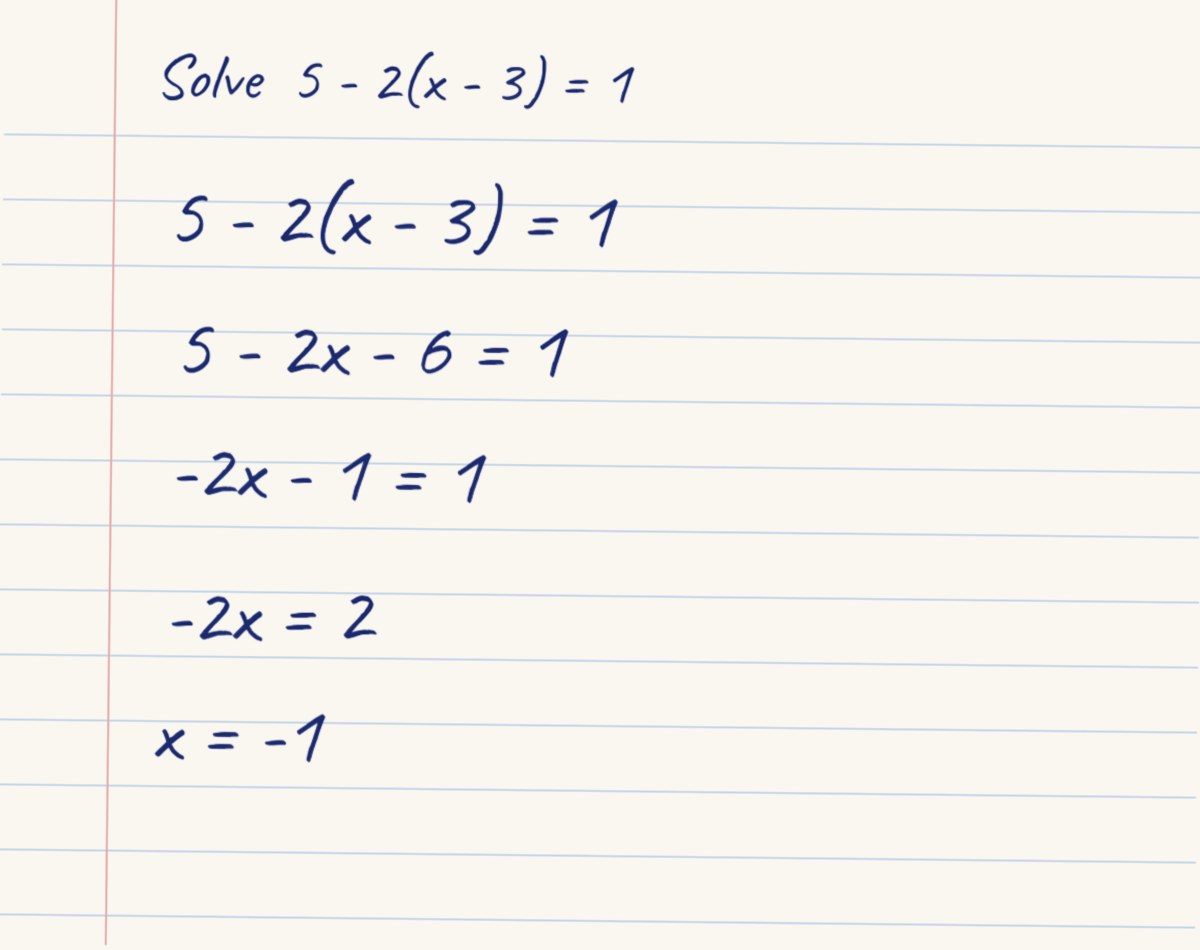 Solve 5 - 2(x - 3) = 1
5 - 2(x - 3) = 1
5 - 2x - 6 = 1
-2x - 1 = 1
-2x = 2
x = -1